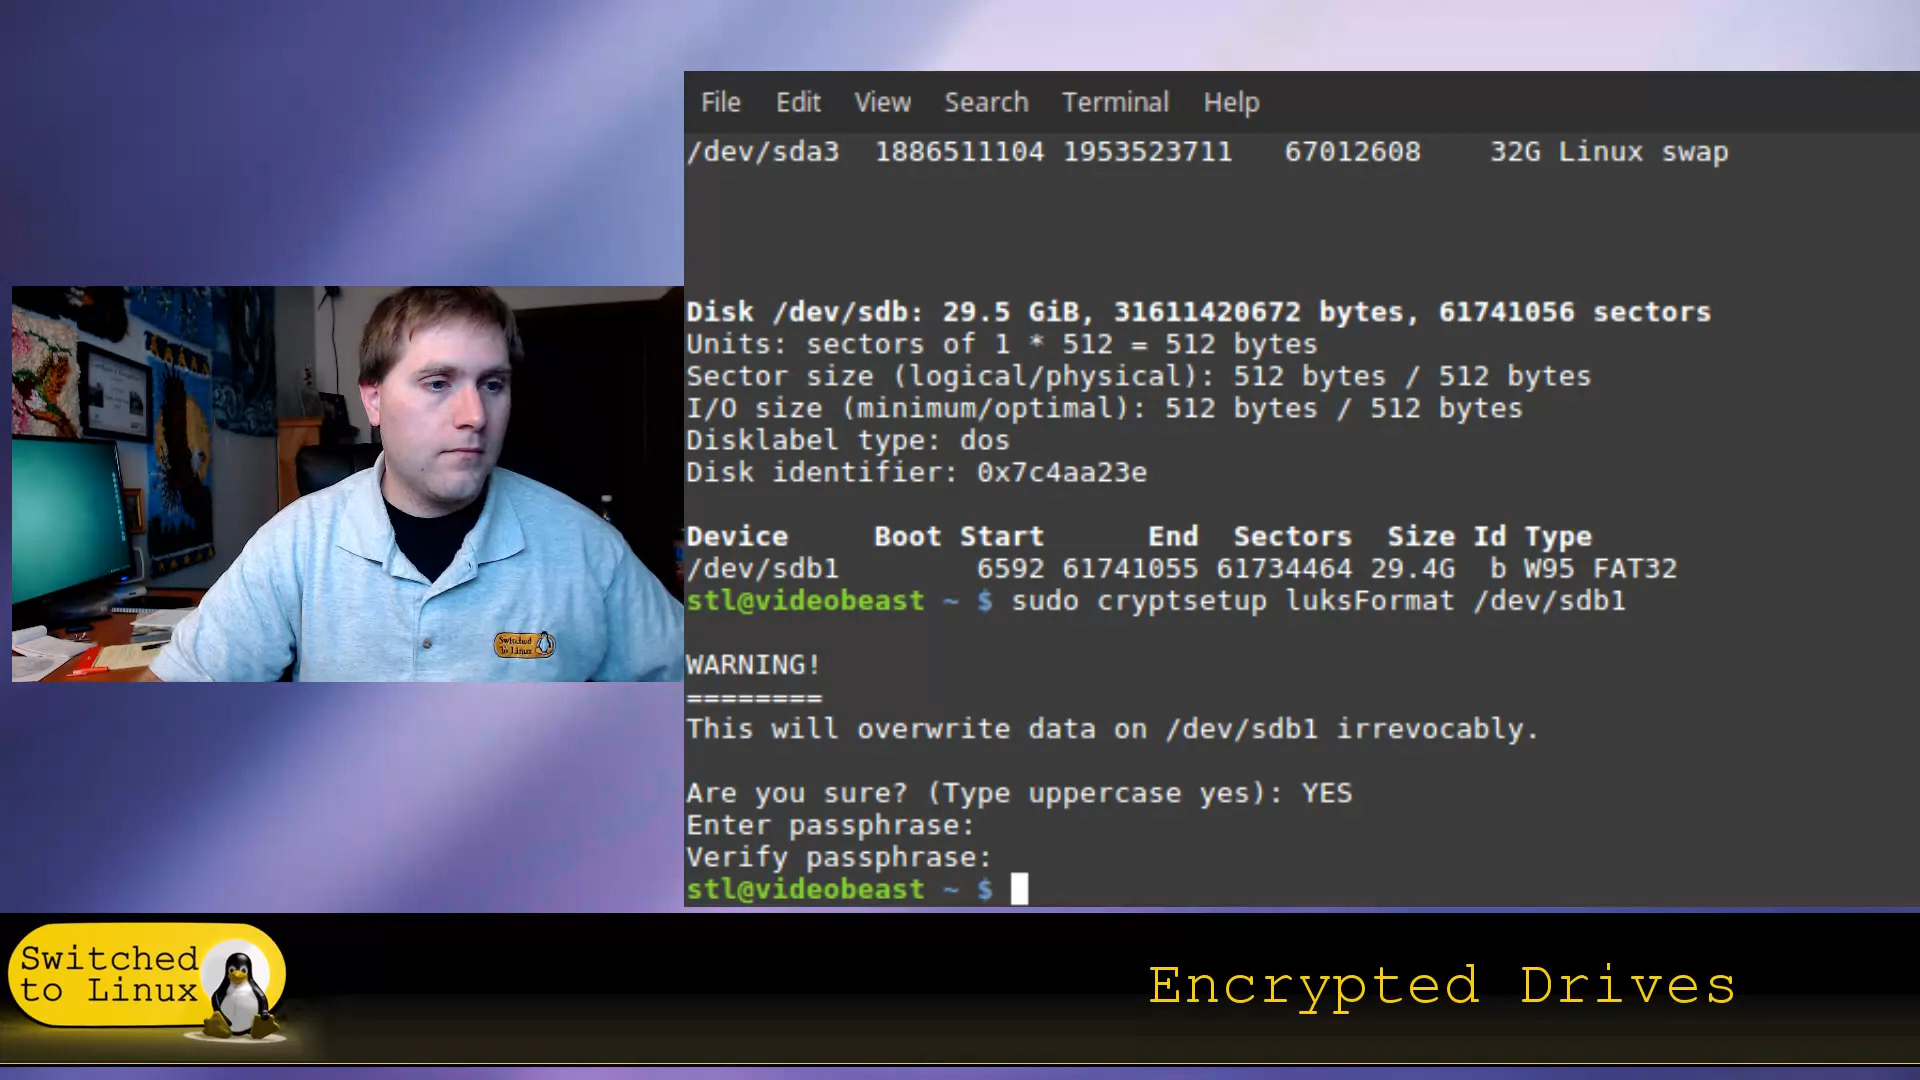 File Edit View Search Terminal Help
/dev/sda3 1886511104 1953523711 67012608 32G Linux swap
Disk /dev/sdb: 29.5 GiB, 31611420672 bytes, 61741056 sectors
Units: sectors of 1 * 512 = 512 bytes
Sector size (logical/physical): 512 bytes / 512 bytes
I/O size (minimum/optimal): 512 bytes / 512 bytes
Disklabel type: dos
Disk identifier: 0x7c4aa23e
Device Boot Start End Sectors Size Id Type
/dev/sdb1 6592 61741055 61734464 29.4G b W95 FAT32
stl@videobeast ~ $ sudo cryptsetup luksFormat /dev/sdb1
WARNING!
========
This will overwrite data on /dev/sdb1 irrevocably.
Are you sure? (Type uppercase yes): YES
Enter passphrase:
Verify passphrase:
stl@videobeast ~ $
Switched
to Linux
Switched
to Linux
Encrypted Drives